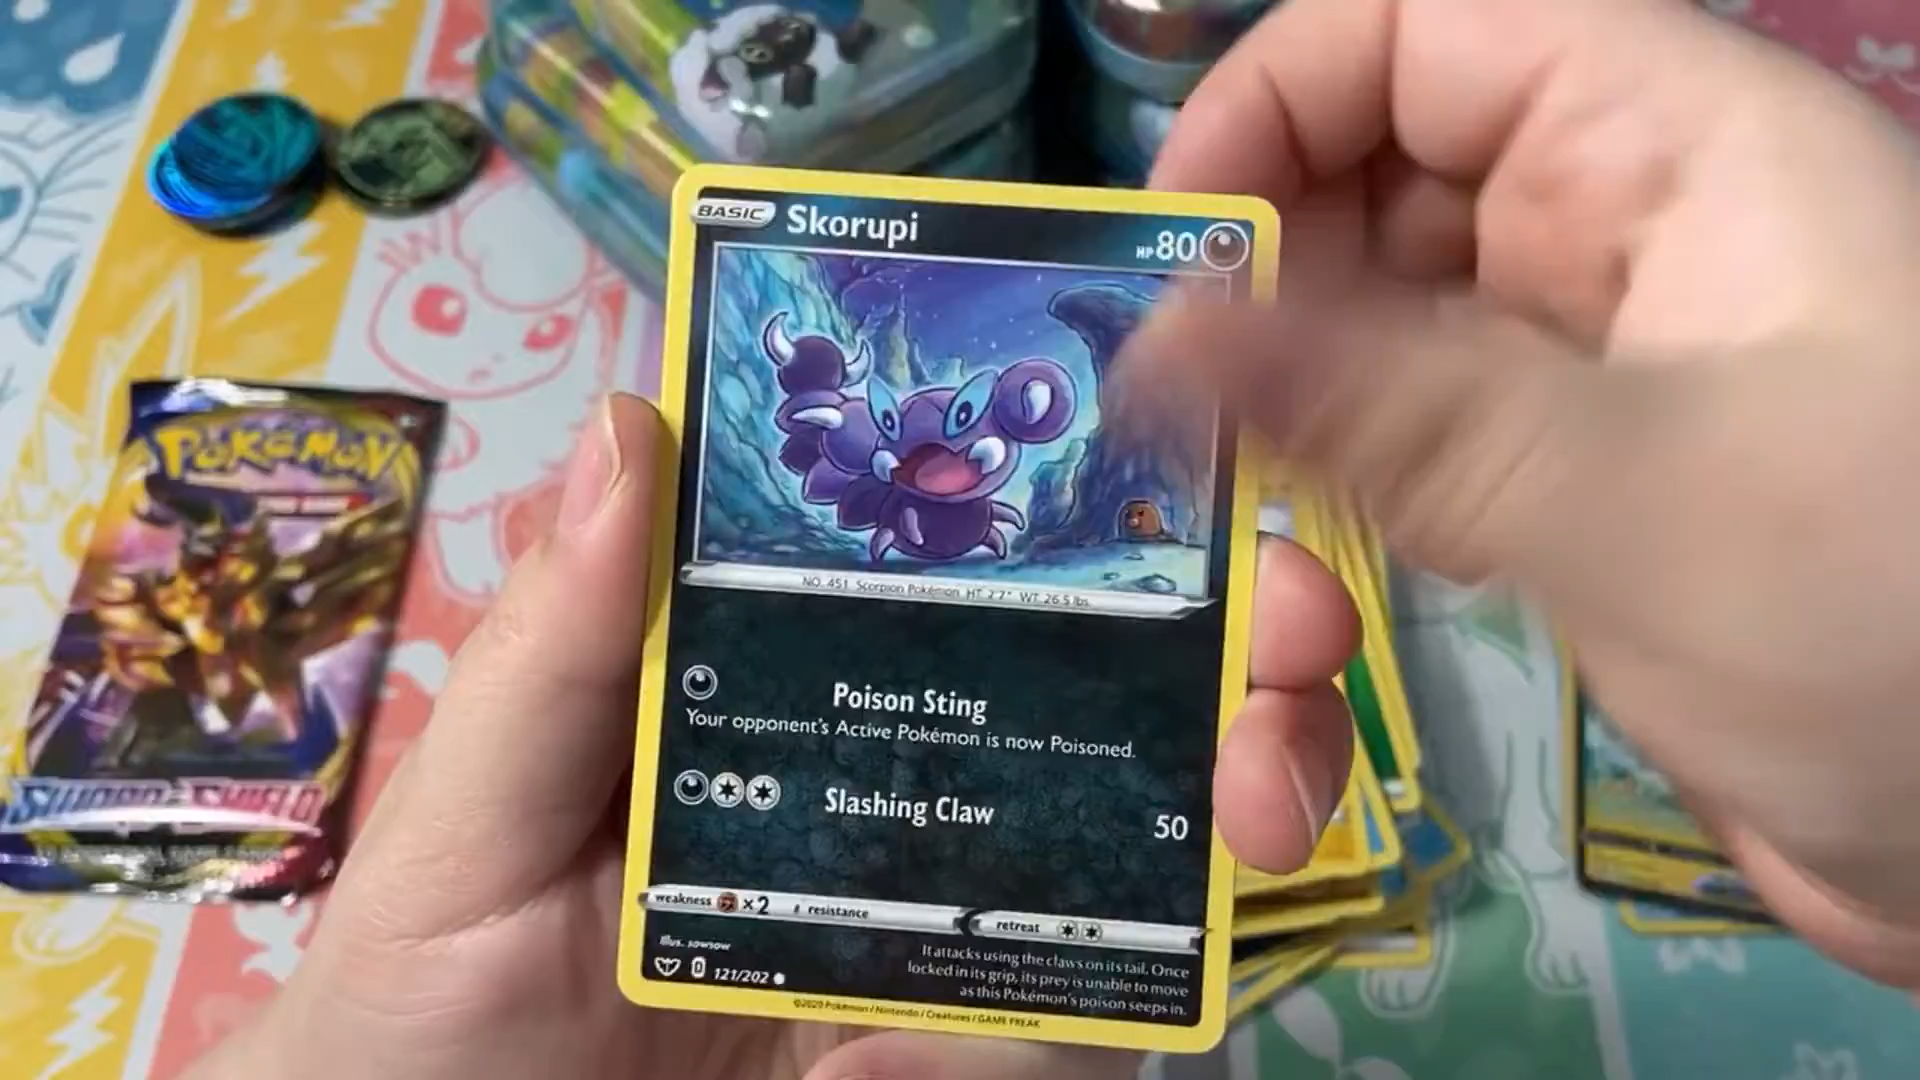 BASIC Skorupi HP 80
NO. 451 Scorpion Pokémon HT. 2'7" WT. 26.5 lbs.
Poison Sting
Your opponent's Active Pokémon is now Poisoned.
Slashing Claw 50
weakness ×2 resistance retreat
Illus. sowsow
It attacks using the claws on its tail. Once
locked in its grip, its prey is unable to move
as this Pokémon's poison seeps in.
D 121/202
©2020 Pokémon / Nintendo / Creatures / GAME FREAK
POKÉMON
SWORD & SHIELD